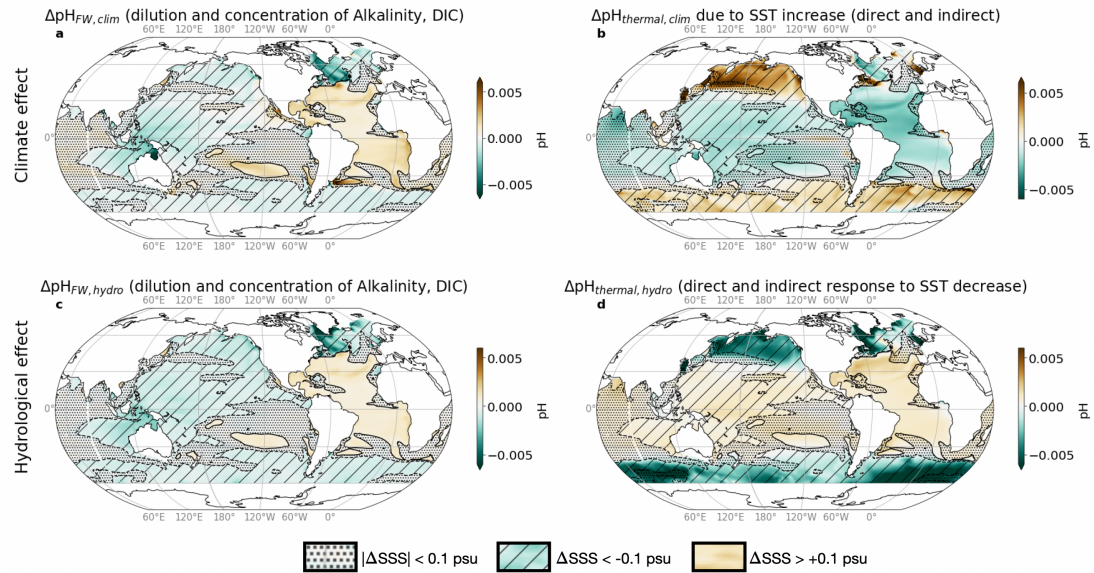 ΔpH_FW,clim (dilution and concentration of Alkalinity, DIC)
a
60°E 120°E 180° 120°W 60°W 0°
Climate effect
0°
60°E 120°E 180° 120°W 60°W 0°
0.005
0.000
−0.005
pH
ΔpH_thermal,clim due to SST increase (direct and indirect)
b
60°E 120°E 180° 120°W 60°W 0°
0°
60°E 120°E 180° 120°W 60°W 0°
0.005
0.000
−0.005
pH
ΔpH_FW,hydro (dilution and concentration of Alkalinity, DIC)
c
60°E 120°E 180° 120°W 60°W 0°
Hydrological effect
0°
60°E 120°E 180° 120°W 60°W 0°
0.005
0.000
−0.005
pH
ΔpH_thermal,hydro (direct and indirect response to SST decrease)
d
60°E 120°E 180° 120°W 60°W 0°
0°
60°E 120°E 180° 120°W 60°W 0°
0.005
0.000
−0.005
pH
|ΔSSS| < 0.1 psu
ΔSSS < -0.1 psu
ΔSSS > +0.1 psu